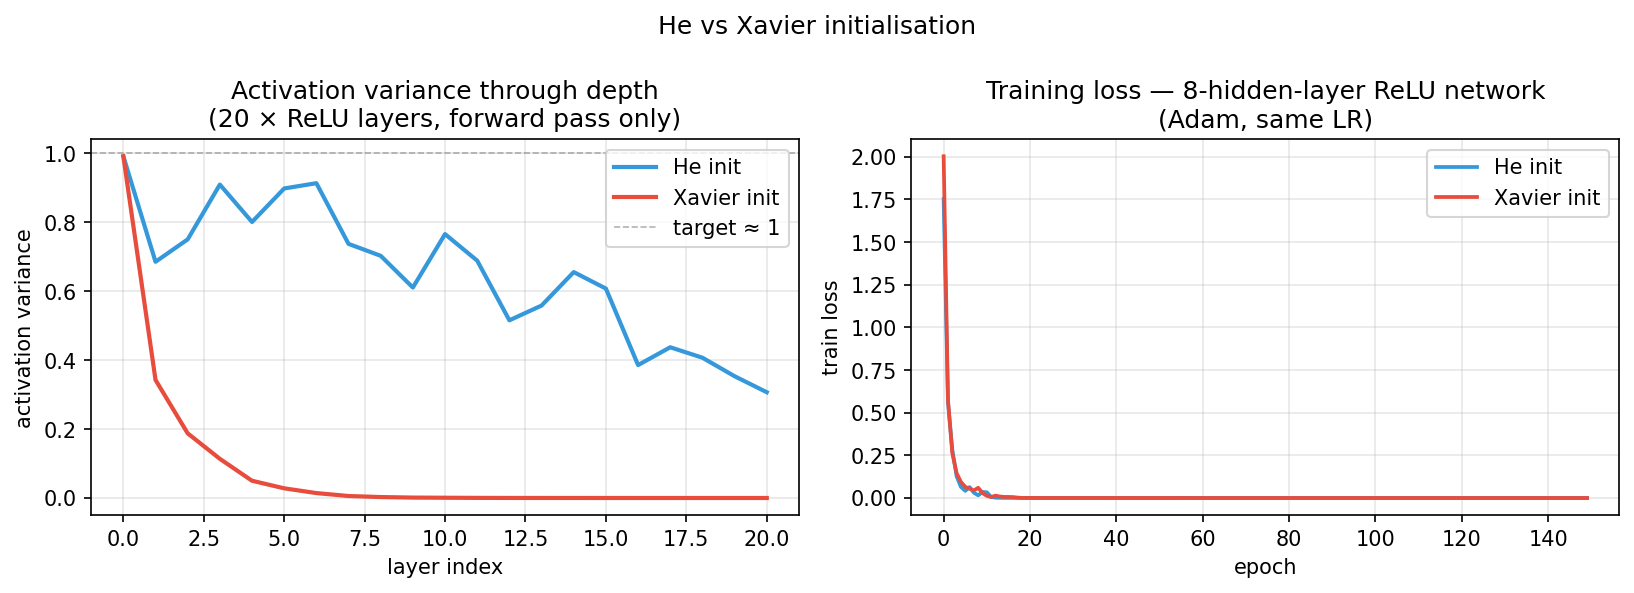 He vs Xavier initialisation
Activation variance through depth
(20 × ReLU layers, forward pass only)
1.0
0.8
0.6
0.4
0.2
0.0
activation variance
He init
Xavier init
target ≈ 1
0.0 2.5 5.0 7.5 10.0 12.5 15.0 17.5 20.0
layer index
Training loss — 8-hidden-layer ReLU network
(Adam, same LR)
2.00
1.75
1.50
1.25
1.00
0.75
0.50
0.25
0.00
train loss
He init
Xavier init
0 20 40 60 80 100 120 140
epoch